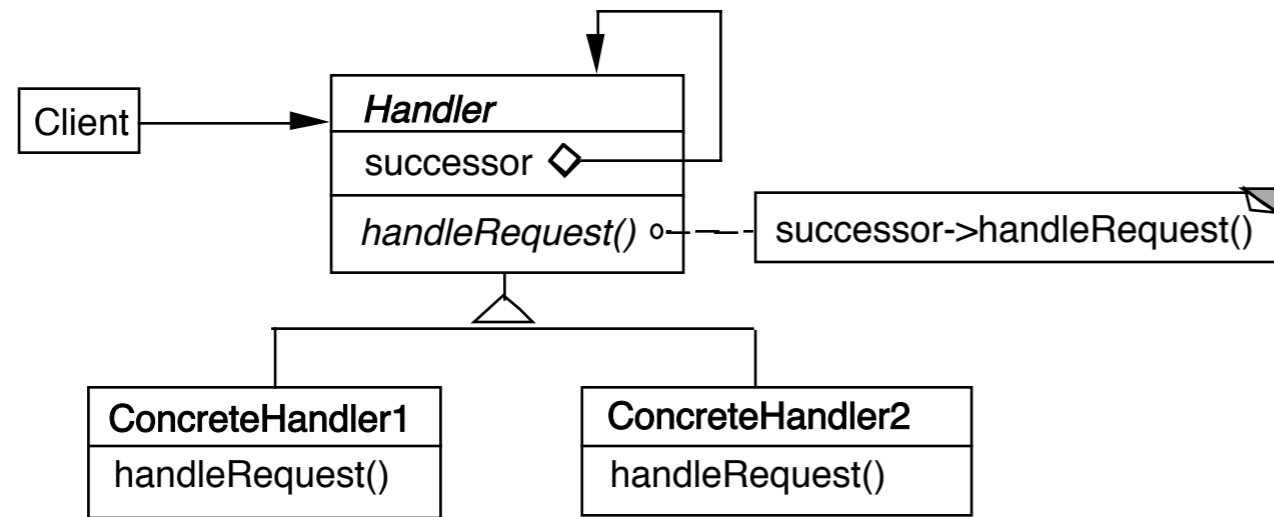 Client
Handler
successor
handleRequest()
successor->handleRequest()
ConcreteHandler1
handleRequest()
ConcreteHandler2
handleRequest()